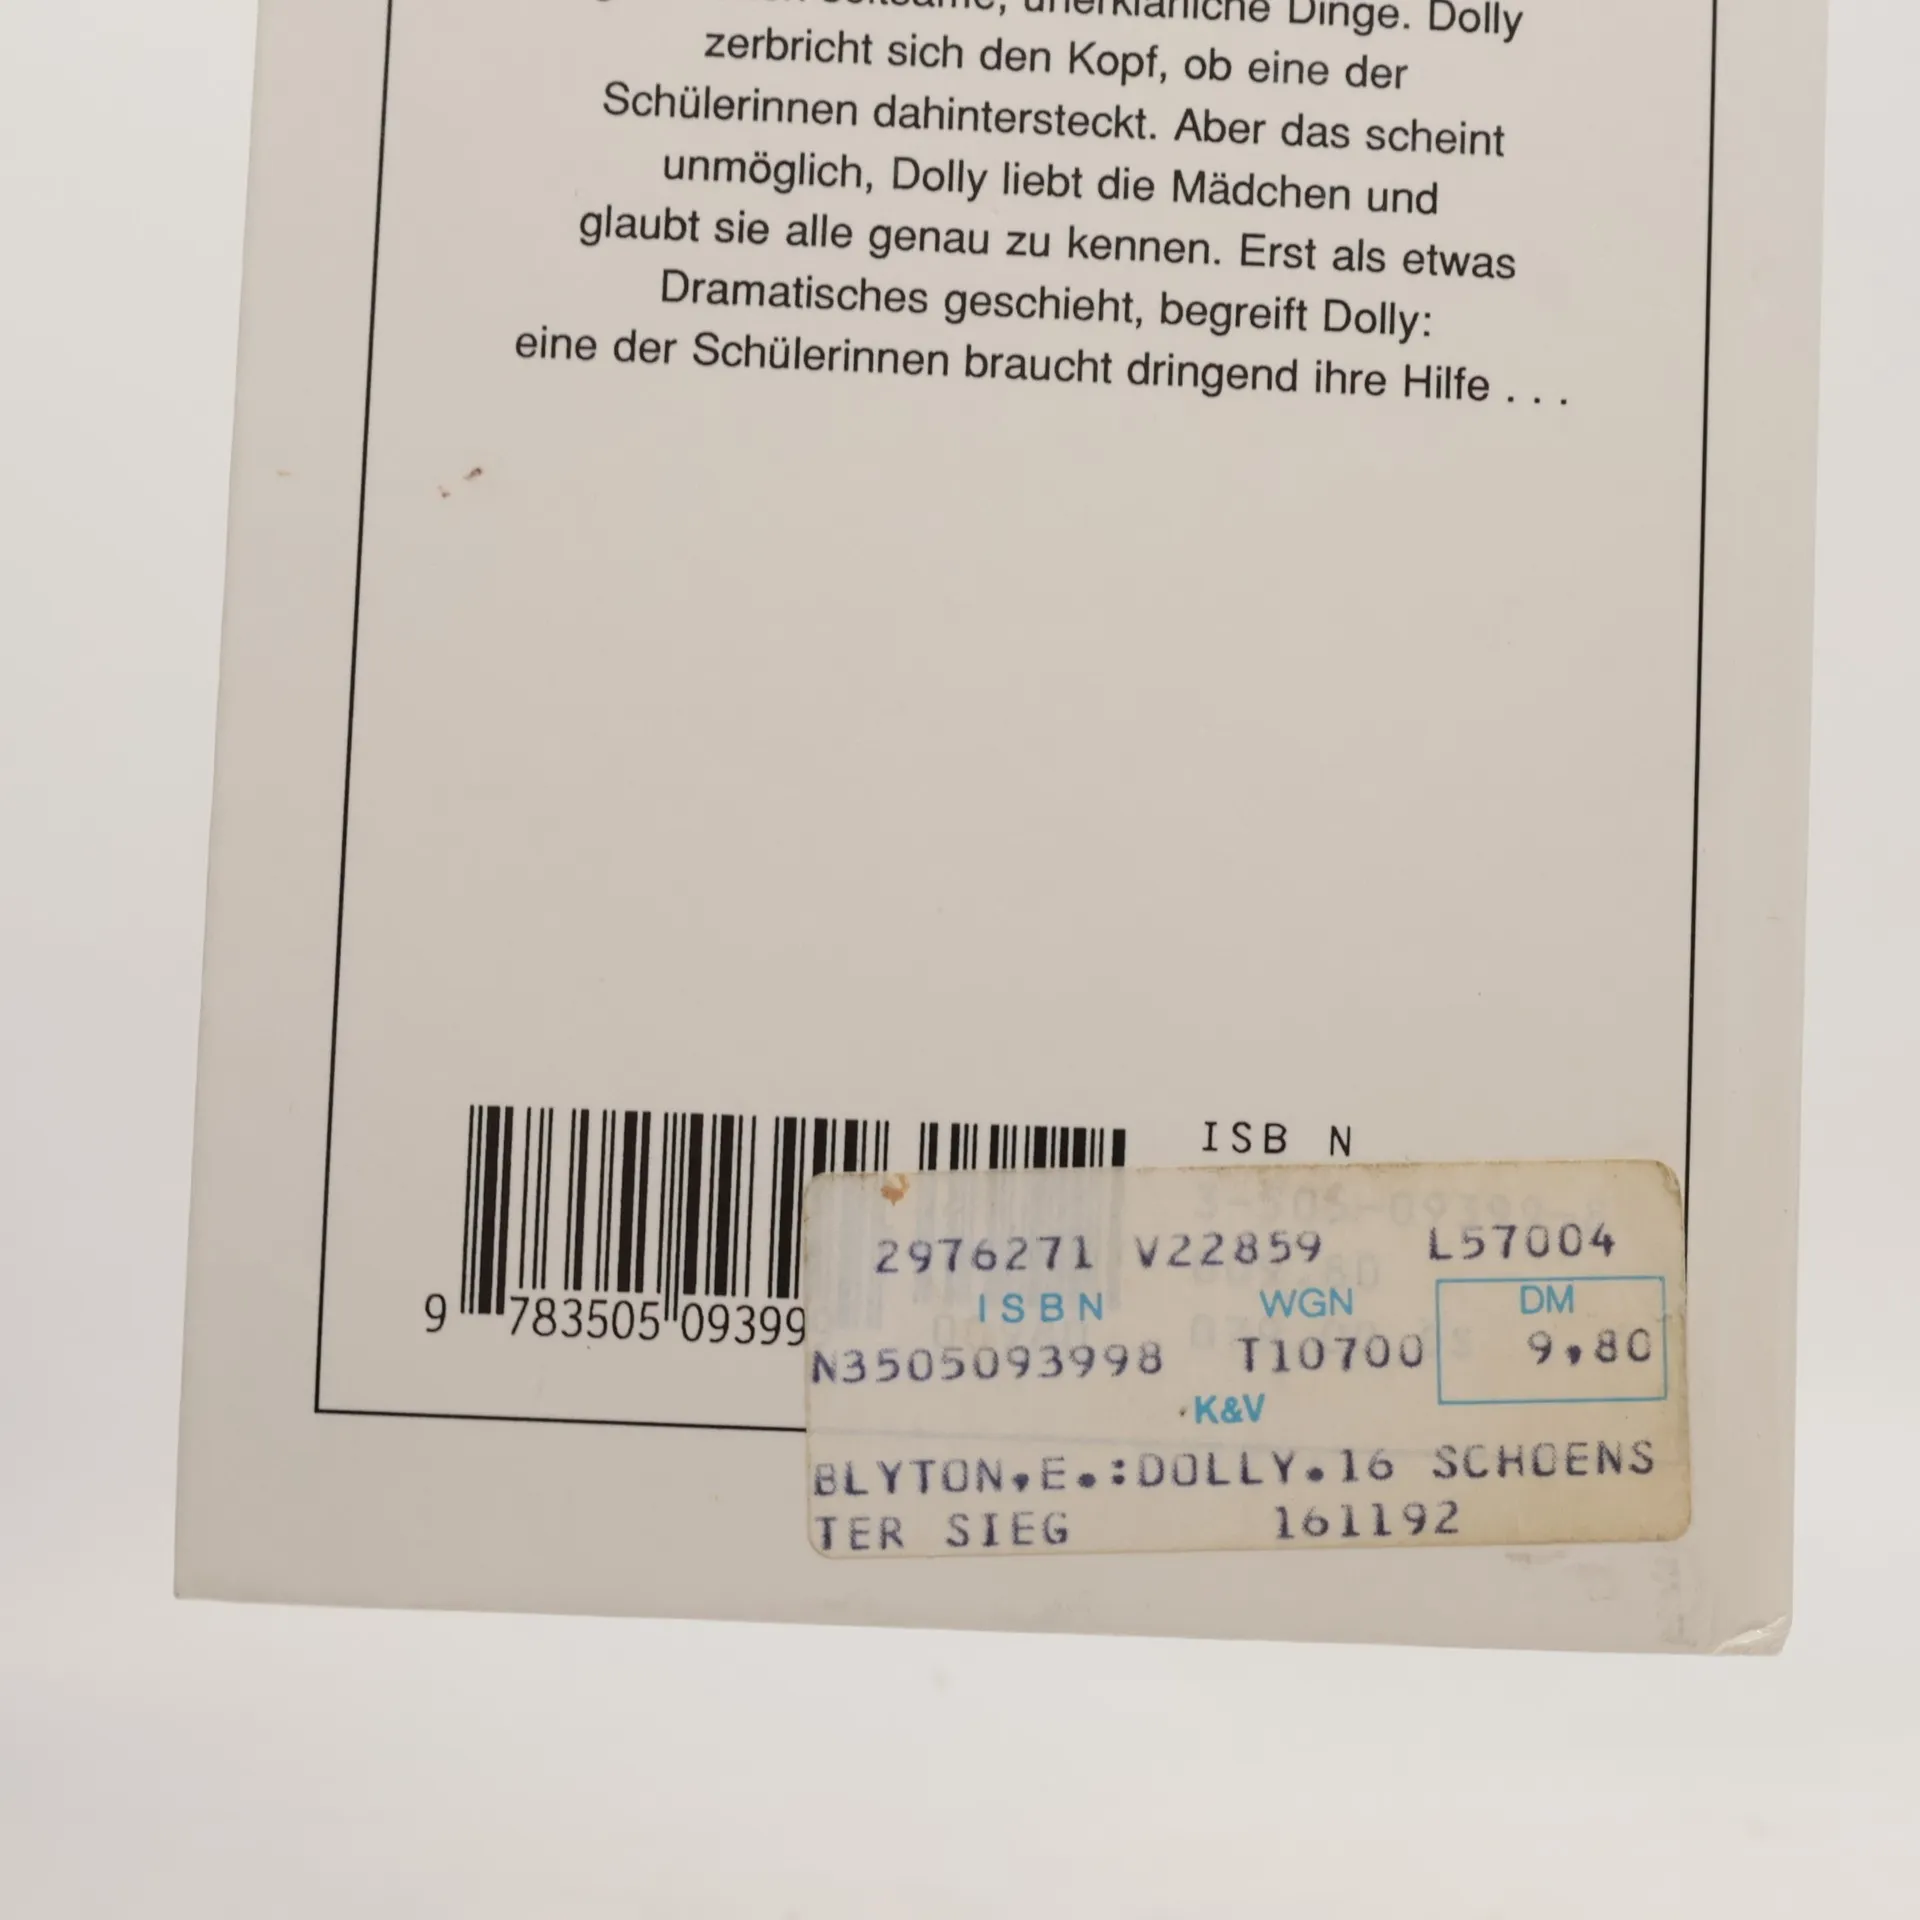 Dinge. Dolly
zerbricht sich den Kopf, ob eine der
Schülerinnen dahintersteckt. Aber das scheint
unmöglich, Dolly liebt die Mädchen und
glaubt sie alle genau zu kennen. Erst als etwas
Dramatisches geschieht, begreift Dolly:
eine der Schülerinnen braucht dringend ihre Hilfe . . .
ISB N
9 783505 09399
2976271 V22859 L57004
ISBN WGN DM
N3505093998 T10700 9,80
K&V
BLYTON,E.:DOLLY.16 SCHOENS
TER SIEG 161192